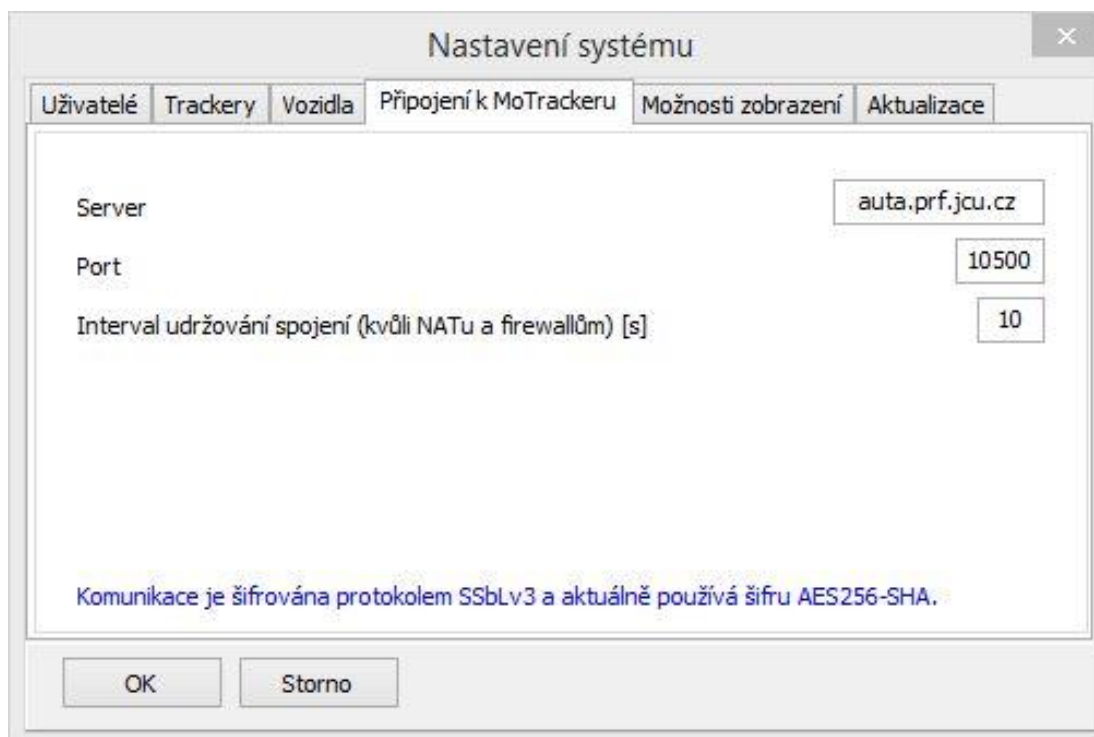 Nastavení systému
Uživatelé Trackery Vozidla Připojení k MoTrackeru Možnosti zobrazení Aktualizace
Server auta.prf.jcu.cz
Port 10500
Interval udržování spojení (kvůli NATu a firewallům) [s] 10
Komunikace je šifrována protokolem SSbLv3 a aktuálně používá šifru AES256-SHA.
OK Storno